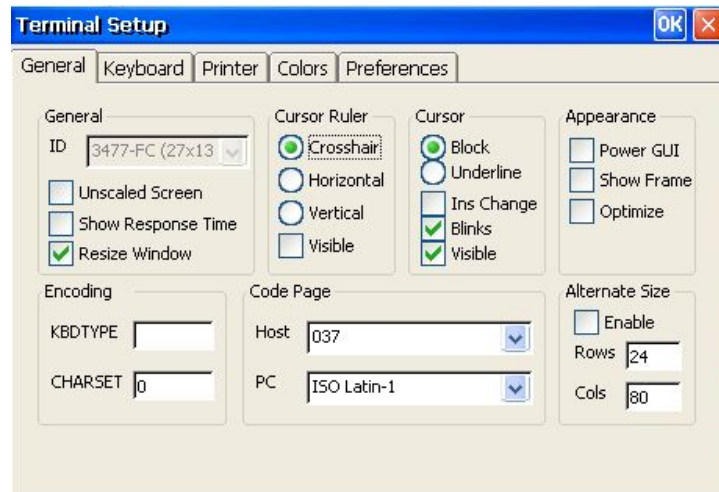 Terminal Setup OK
General Keyboard Printer Colors Preferences
General
ID 3477-FC (27x13
Unscaled Screen
Show Response Time
Resize Window
Cursor Ruler
Crosshair
Horizontal
Vertical
Visible
Cursor
Block
Underline
Ins Change
Blinks
Visible
Appearance
Power GUI
Show Frame
Optimize
Encoding
KBDTYPE
CHARSET 0
Code Page
Host 037
PC ISO Latin-1
Alternate Size
Enable
Rows 24
Cols 80